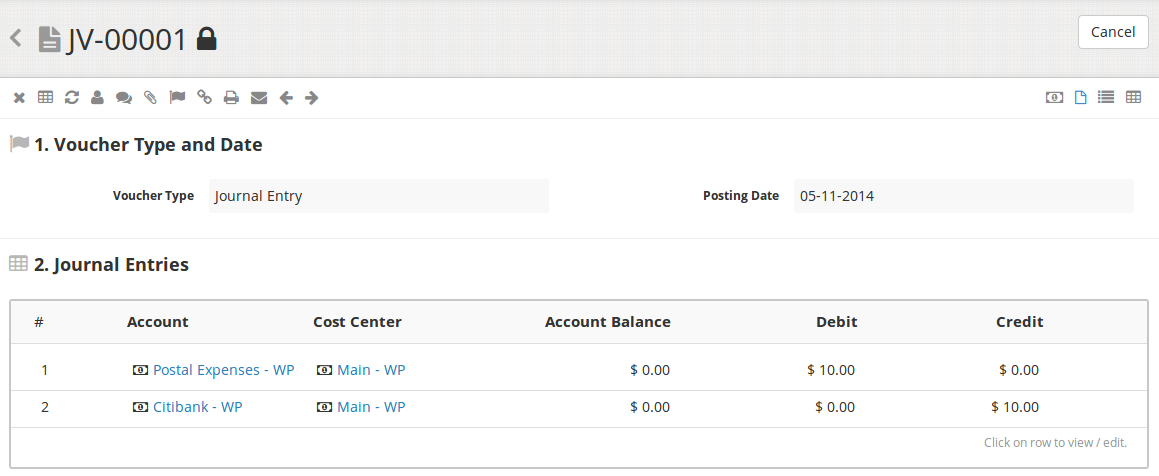 JV-00001
Cancel
1. Voucher Type and Date
Voucher Type Journal Entry Posting Date 05-11-2014
2. Journal Entries
# Account Cost Center Account Balance Debit Credit
1 Postal Expenses - WP Main - WP $ 0.00 $ 10.00 $ 0.00
2 Citibank - WP Main - WP $ 0.00 $ 0.00 $ 10.00
Click on row to view / edit.